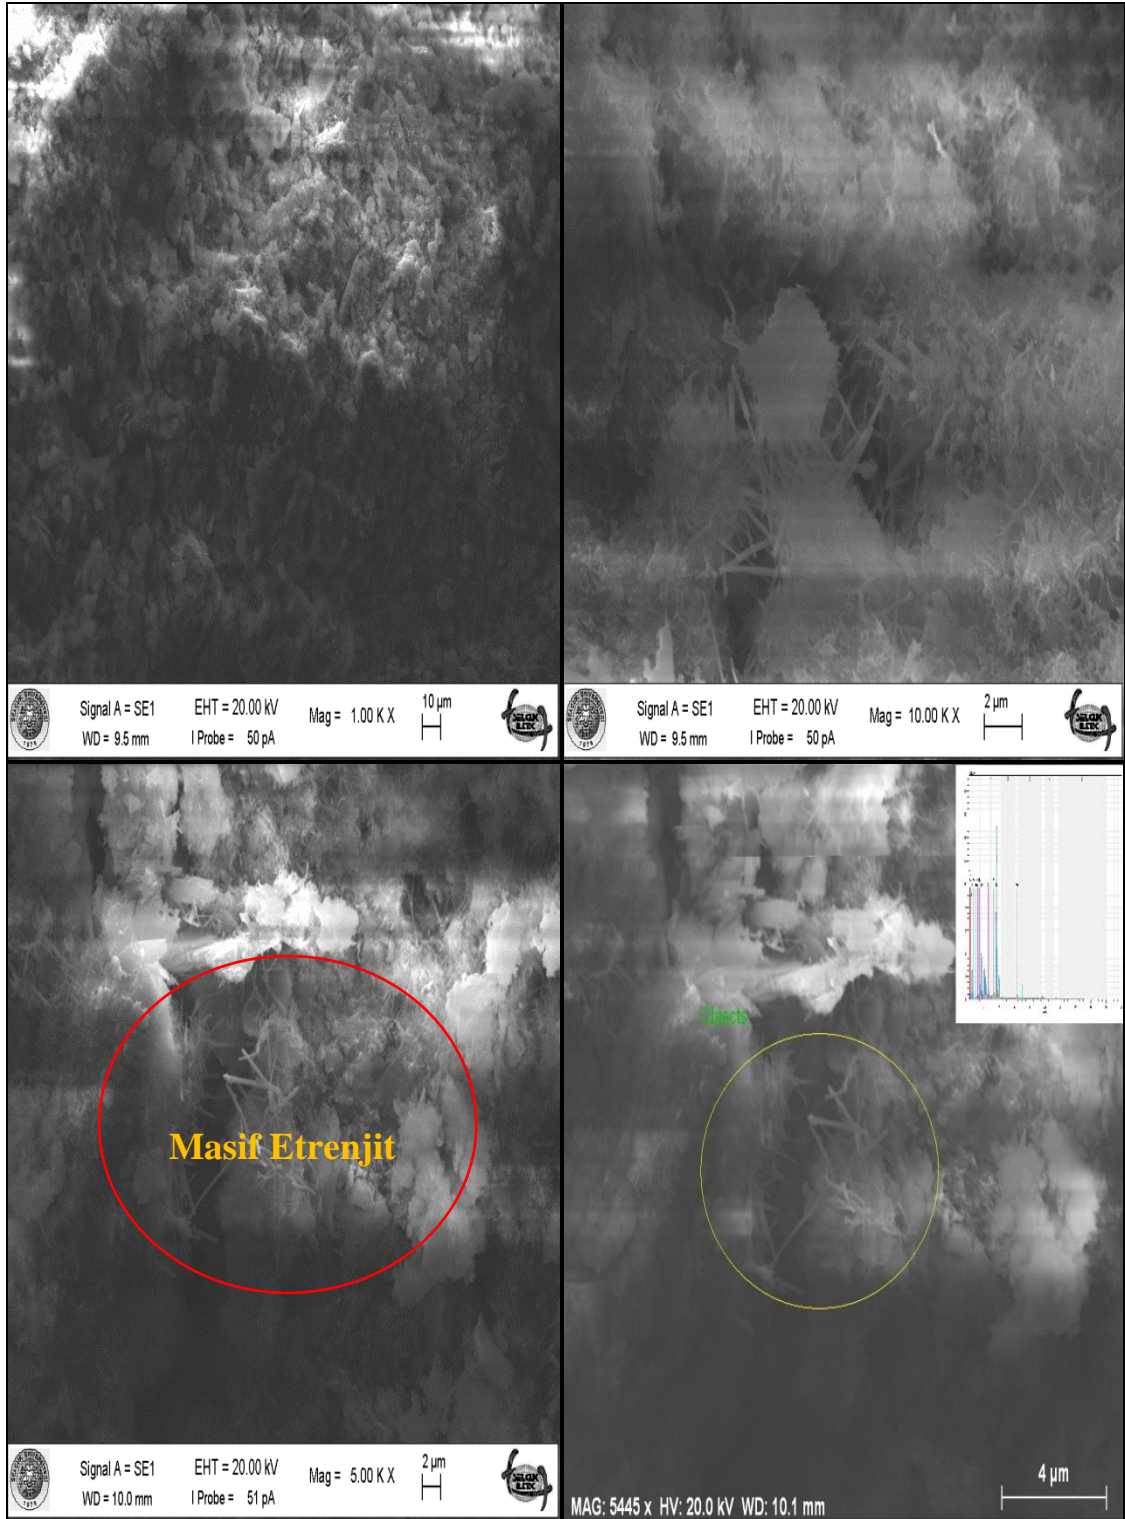 Signal A = SE1
EHT = 20.00 kV
Mag = 1.00 K X
10 µm
WD = 9.5 mm
I Probe = 50 pA
Signal A = SE1
EHT = 20.00 kV
Mag = 10.00 K X
2 µm
WD = 9.5 mm
I Probe = 50 pA
Masif Etrenjit
Signal A = SE1
EHT = 20.00 kV
Mag = 5.00 K X
2 µm
WD = 10.0 mm
I Probe = 51 pA
Objects
4 µm
MAG: 5445 x HV: 20.0 kV WD: 10.1 mm